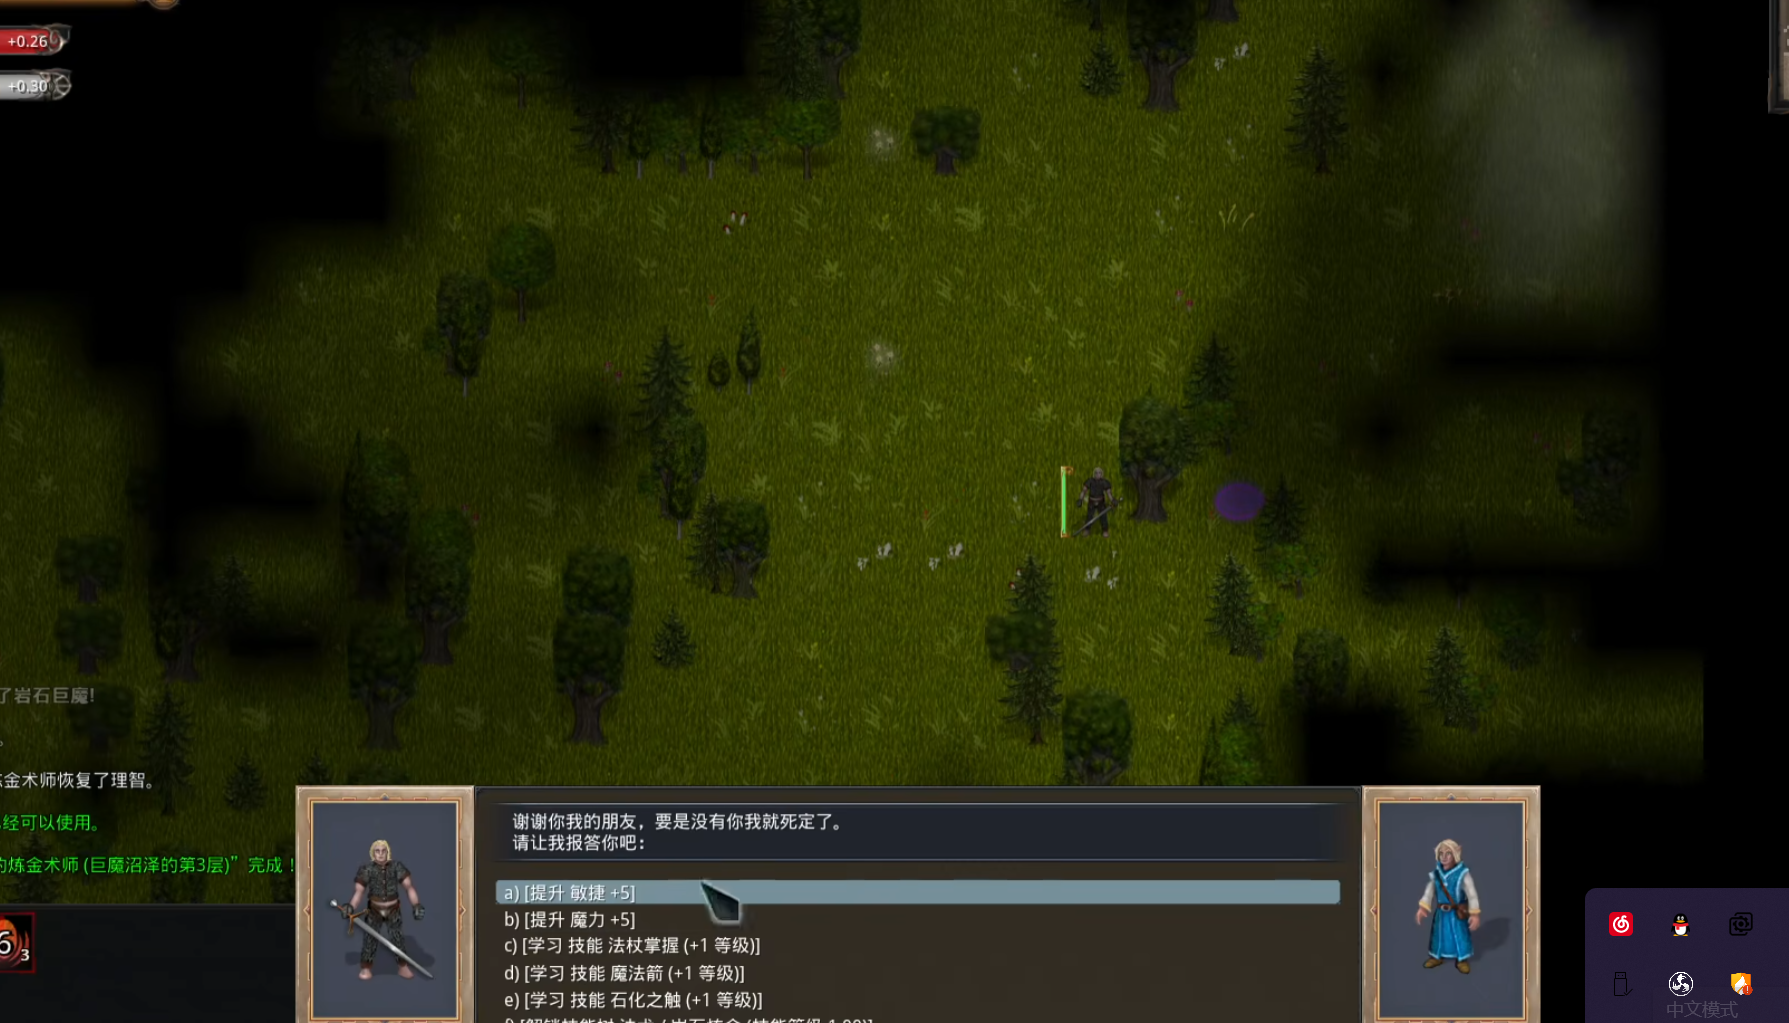 +0.26
+0.30
了岩石巨魔!
。
金术师恢复了理智。
经可以使用。
的炼金术师 (巨魔沼泽的第3层)”完成！
6
3
谢谢你我的朋友，要是没有你我就死定了。
请让我报答你吧：
a) [提升 敏捷 +5]
b) [提升 魔力 +5]
c) [学习 技能 法杖掌握 (+1 等级)]
d) [学习 技能 魔法箭 (+1 等级)]
e) [学习 技能 石化之触 (+1 等级)]
中文模式